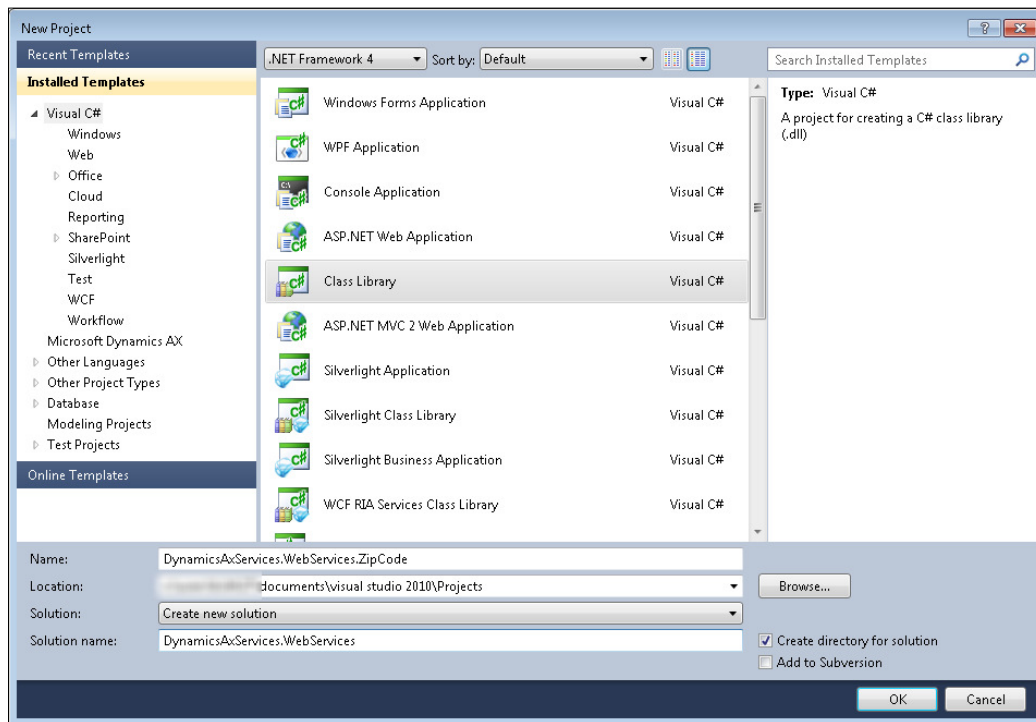 New Project
Recent Templates
Installed Templates
Visual C#
Windows
Web
Office
Cloud
Reporting
SharePoint
Silverlight
Test
WCF
Workflow
Microsoft Dynamics AX
Other Languages
Other Project Types
Database
Modeling Projects
Test Projects
Online Templates
.NET Framework 4 Sort by: Default
Windows Forms Application Visual C#
WPF Application Visual C#
Console Application Visual C#
ASP.NET Web Application Visual C#
Class Library Visual C#
ASP.NET MVC 2 Web Application Visual C#
Silverlight Application Visual C#
Silverlight Class Library Visual C#
Silverlight Business Application Visual C#
WCF RIA Services Class Library Visual C#
Search Installed Templates
Type: Visual C#
A project for creating a C# class library
(.dll)
Name: DynamicsAxServices.WebServices.ZipCode
Location: documents\visual studio 2010\Projects
Browse...
Solution: Create new solution
Solution name: DynamicsAxServices.WebServices
Create directory for solution
Add to Subversion
OK Cancel